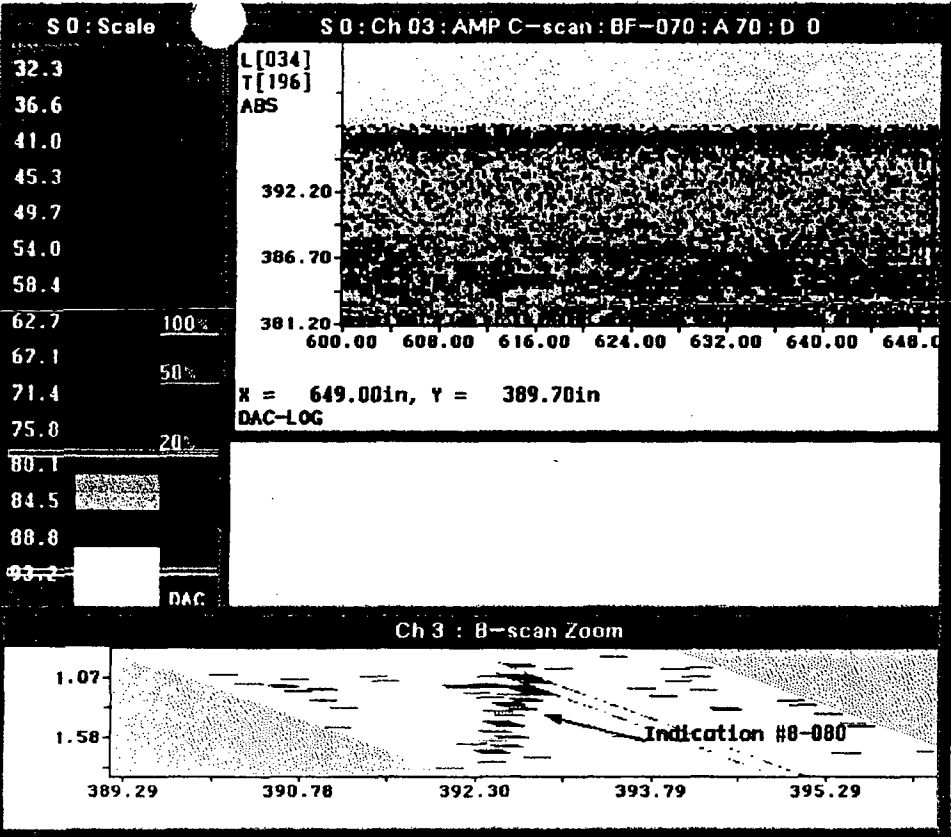 S 0 : Scale
32.3
36.6
41.0
45.3
49.7
54.0
58.4
62.7
67.1
71.4
75.8
80.1
84.5
88.8
93.2
100%
50%
20%
DAC
S 0 : Ch 03 : AMP C-scan : BF-070 : A 70 : D 0
L[034]
T[196]
ABS
392.20
386.70
381.20
600.00 608.00 616.00 624.00 632.00 640.00 648.0
X = 649.00in, Y = 389.70in
DAC-LOG
Ch 3 : B-scan Zoom
1.07
1.58
Indication #8-080
389.29 390.78 392.30 393.79 395.29